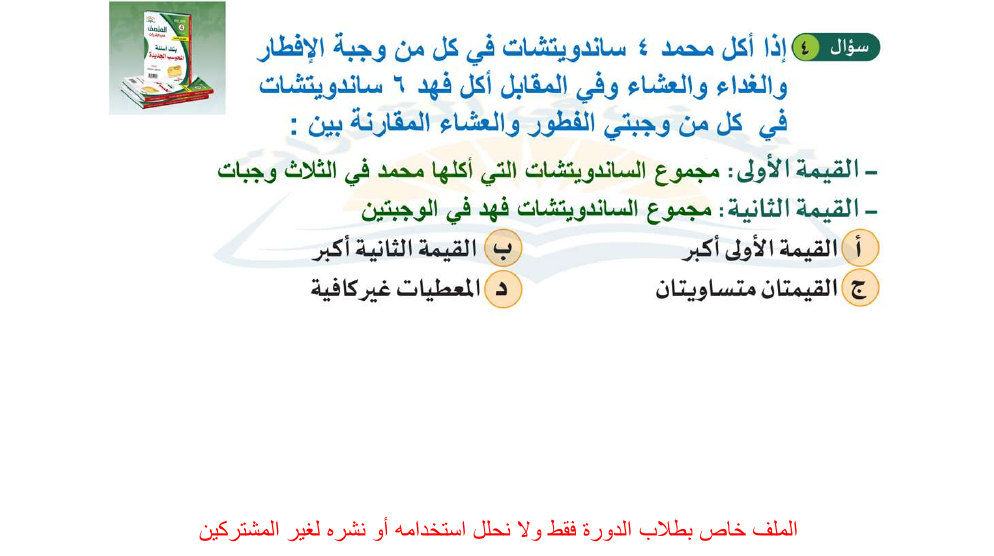 سؤال ٤ إذا أكل محمد ٤ ساندويتشات في كل من وجبة الإفطار
والغداء والعشاء وفي المقابل أكل فهد ٦ ساندويتشات
في كل من وجبتي الفطور والعشاء المقارنة بين :
- القيمة الأولى: مجموع الساندويتشات التي أكلها محمد في الثلاث وجبات
- القيمة الثانية: مجموع الساندويتشات فهد في الوجبتين
أ القيمة الأولى أكبر
ب القيمة الثانية أكبر
ج القيمتان متساويتان
د المعطيات غير كافية
الملف خاص بطلاب الدورة فقط ولا نحلل استخدامه أو نشره لغير المشتركين